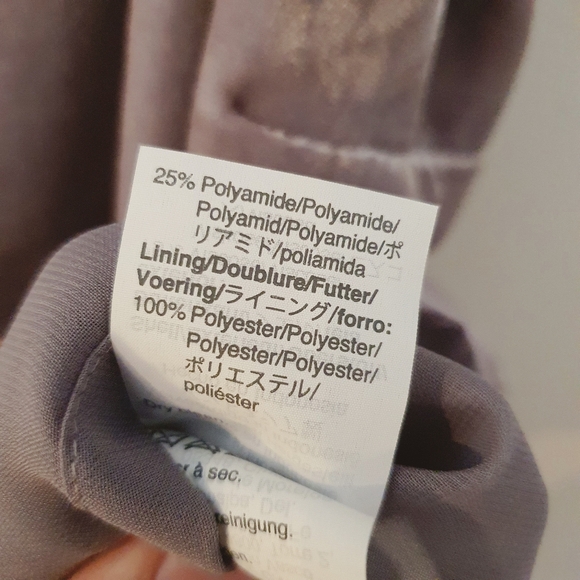 25% Polyamide/Polyamide/
Polyamid/Polyamide/ポ
リアミド/poliamida
Lining/Doublure/Futter/
Voering/ライニング/forro:
100% Polyester/Polyester/
Polyester/Polyester/
ポリエステル/
poliéster
à sec.
einigung.